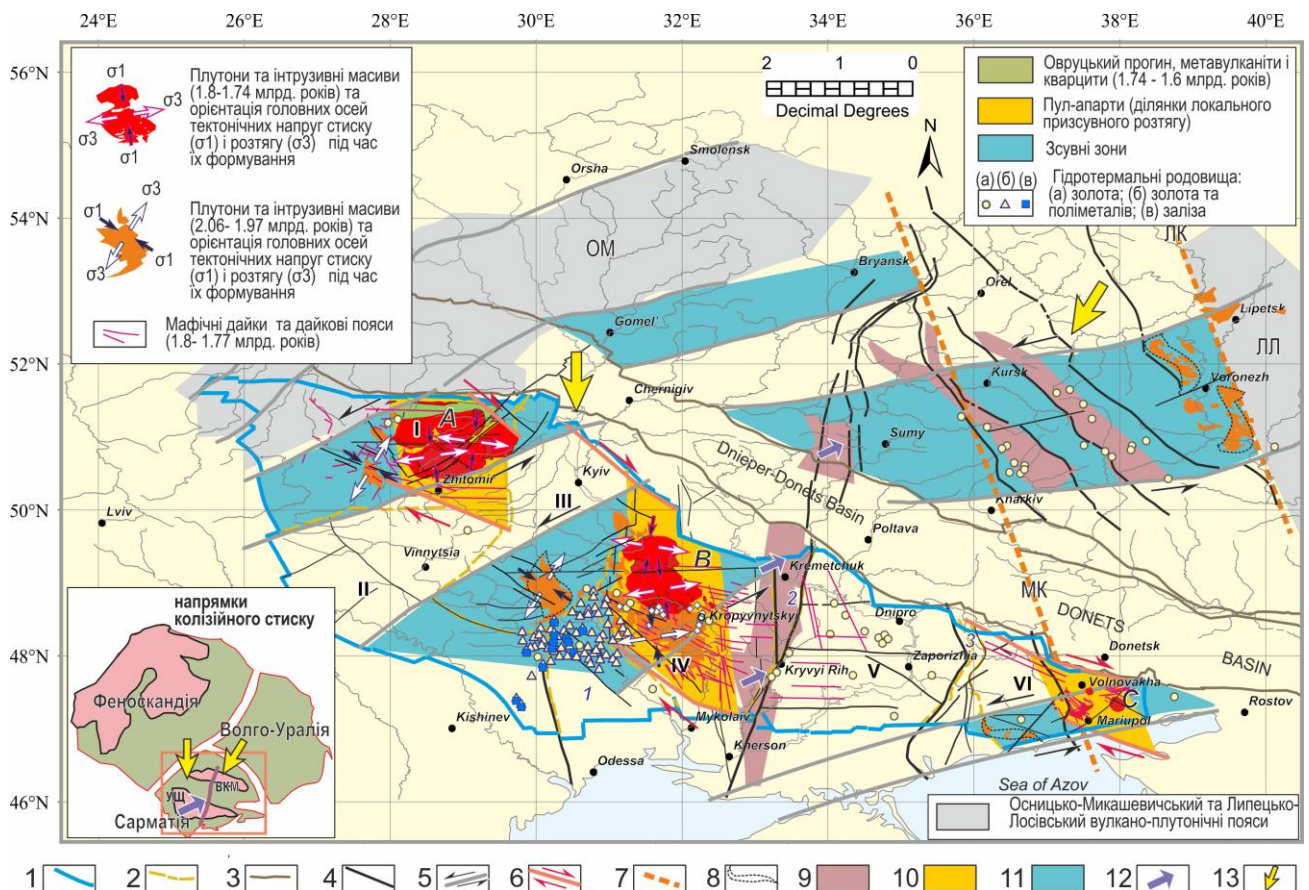 24°E 26°E 28°E 30°E 32°E 34°E 36°E 38°E 40°E
56°N
54°N
52°N
50°N
48°N
46°N
σ1
σ3
σ3
σ1
Плутони та інтрузивні масиви
(1.8-1.74 млрд. років) та
орієнтація головних осей
тектонічних напруг стиску
(σ1) і розтягу (σ3) під час
їх формування
σ3
σ1
σ3
σ1
Плутони та інтрузивні масиви
(2.06- 1.97 млрд. років) та
орієнтація головних осей
тектонічних напруг стиску
(σ1) і розтягу (σ3) під час
їх формування
Мафічні дайки та дайкові пояси
(1.8- 1.77 млрд. років)
2 1 0
Decimal Degrees
N
Овруцький прогин, метавулканіти і
кварцити (1.74 - 1.6 млрд. років)
Пул-апарти (ділянки локального
призсувного розтягу)
Зсувні зони
(а) (б) (в)
Гідротермальні родовища:
(а) золота; (б) золота та
поліметалів; (в) заліза
Smolensk
Orsha
ОМ
ЛК
Bryansk
Orel
Lipetsk
Gomel'
ЛЛ
Kursk
Voronezh
Chernigiv
I
A
Sumy
Zhitomir
Kyiv
III
Dnieper-Donets Basin
Kharkiv
Lviv
Poltava
Vinnytsia
B
II
Kremetchuk
2
МК
DONETS
BASIN
Kropyvnytskyi
Dnipro
3
Donetsk
IV
Kryvyi Rih
V
Zaporizhia
VI
Volnovakha
C
1
Rostov
Mariupol
Kishinev
Mykolaiv
Kherson
Odessa
Sea of Azov
напрямки
колізійного стиску
Феноскандія
Волго-Уралія
УЩ
ВКМ
Сарматія
Осницько-Микашевичський та Липецько-
Лосівський вулкано-плутонічні пояси
1 2 3 4 5 6 7 8 9 10 11 12 13